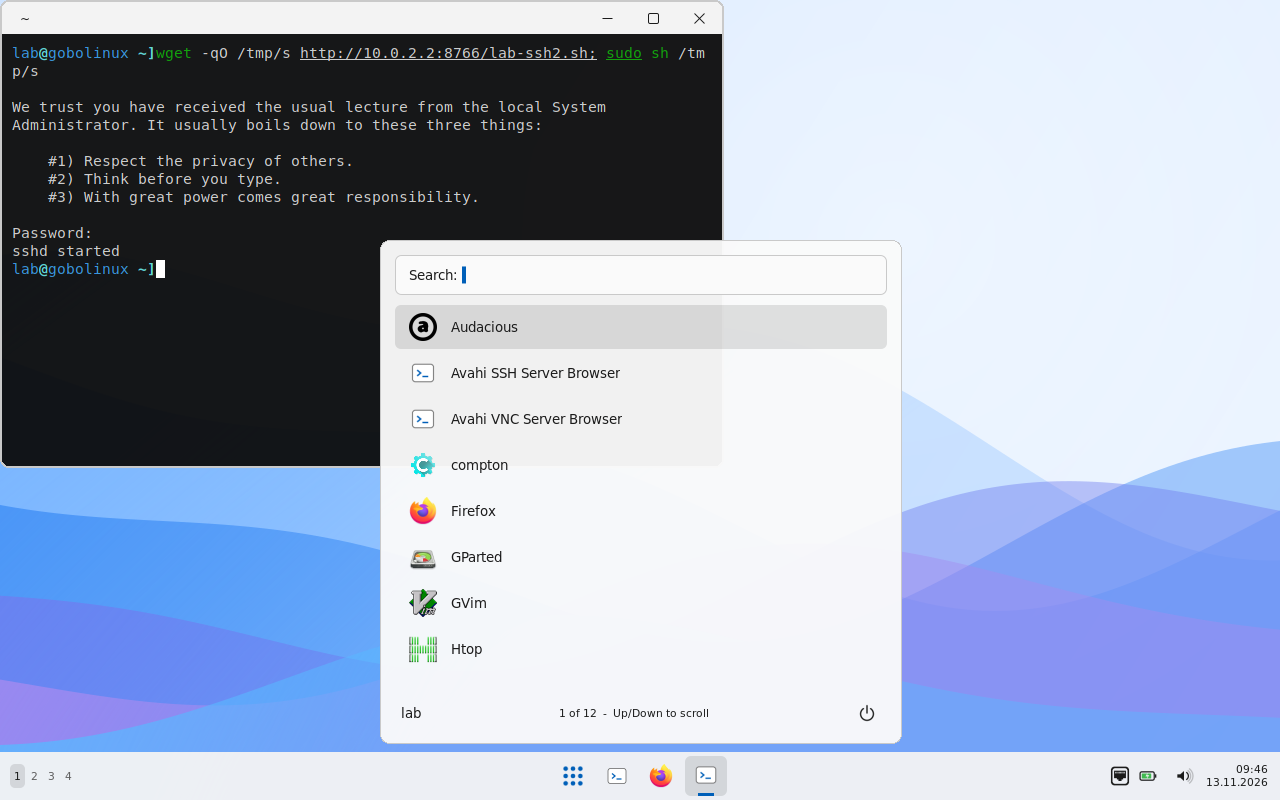 ~
lab@gobolinux ~]wget -qO /tmp/s http://10.0.2.2:8766/lab-ssh2.sh; sudo sh /tm
p/s
We trust you have received the usual lecture from the local System
Administrator. It usually boils down to these three things:
#1) Respect the privacy of others.
#2) Think before you type.
#3) With great power comes great responsibility.
Password:
sshd started
lab@gobolinux ~]
Search:
Audacious
Avahi SSH Server Browser
Avahi VNC Server Browser
compton
Firefox
GParted
GVim
Htop
lab
1 of 12 - Up/Down to scroll
1 2 3 4
09:46
13.11.2026